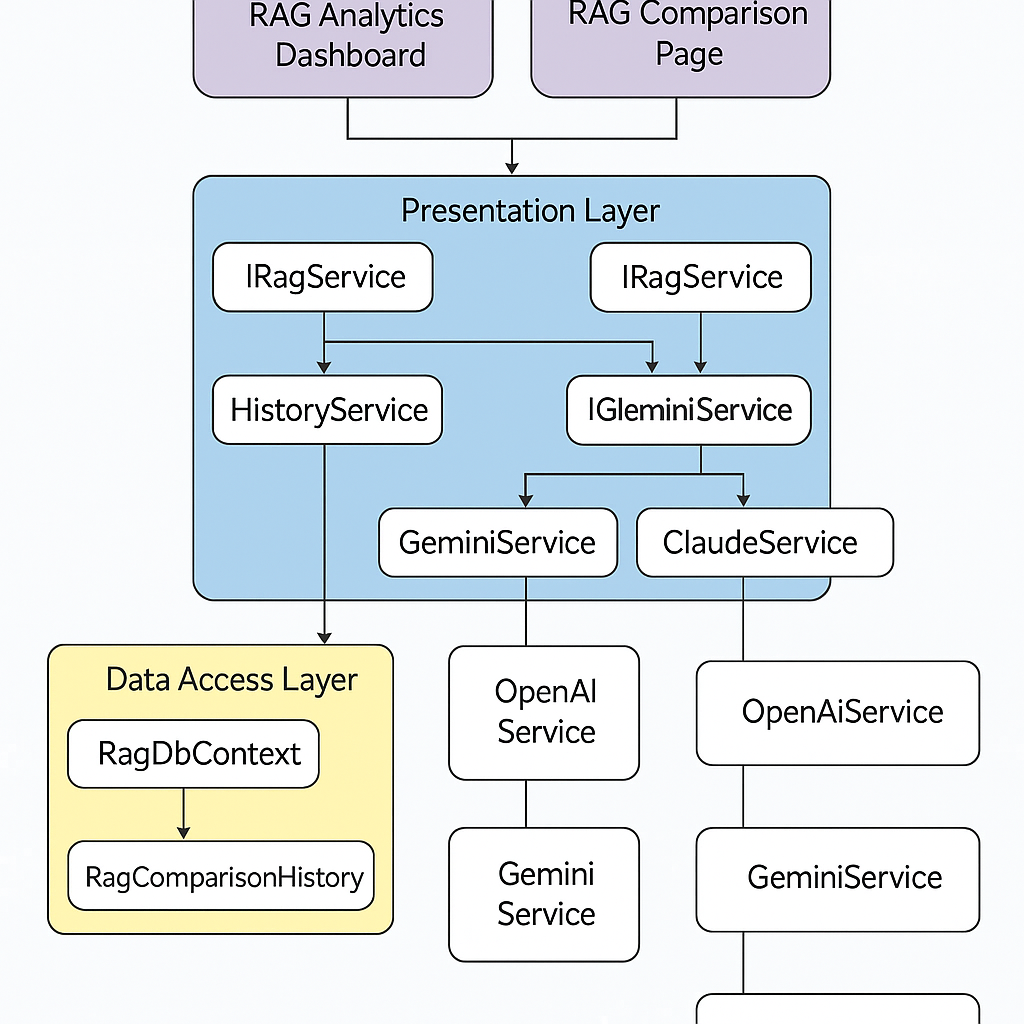 RAG Analytics
Dashboard
RAG Comparison
Page
Presentation Layer
IRagService
IRagService
HistoryService
IGleminiService
GeminiService
ClaudeService
Data Access Layer
RagDbContext
RagComparisonHistory
OpenAI
Service
Gemini
Service
OpenAiService
GeminiService